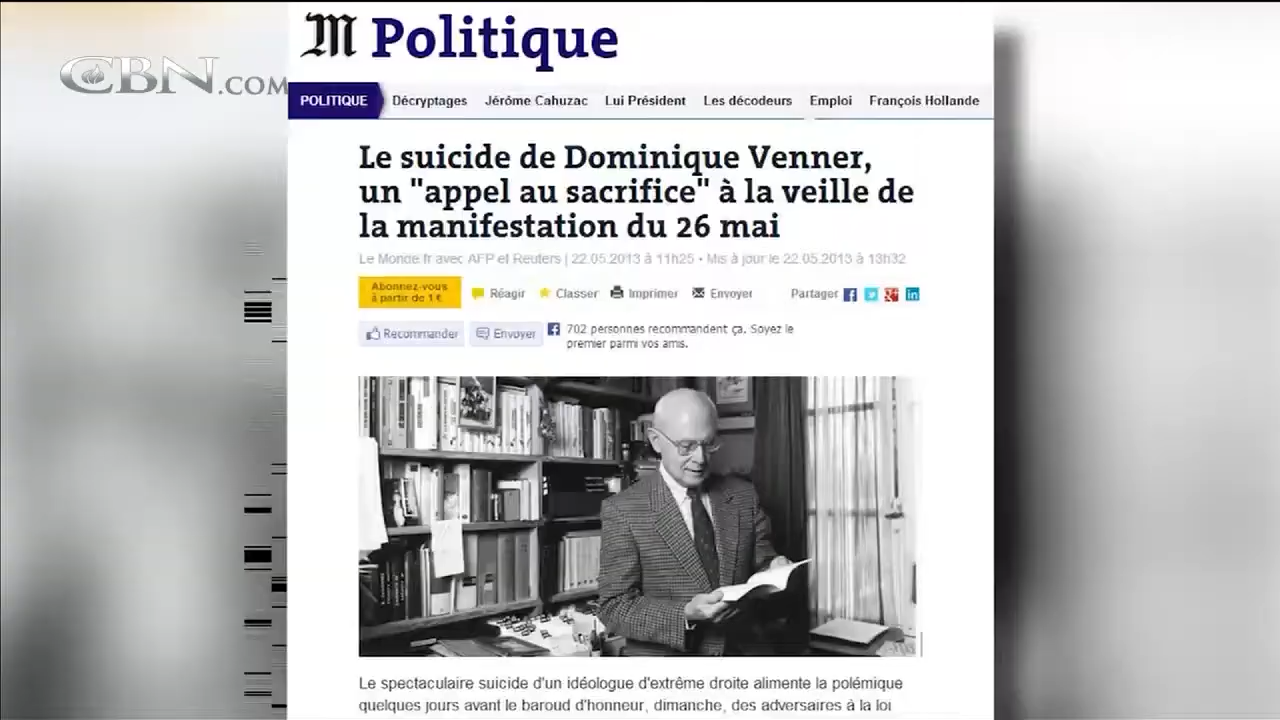 CBN.COM
M Politique
POLITIQUE Décryptages Jérôme Cahuzac Lui Président Les décodeurs Emploi François Hollande
Le suicide de Dominique Venner,
un "appel au sacrifice" à la veille de
la manifestation du 26 mai
Le Monde.fr avec AFP et Reuters | 22.05.2013 à 11h25 • Mis à jour le 22.05.2013 à 13h32
Abonnez-vous
à partir de 1 €
Réagir Classer Imprimer Envoyer Partager
Recommander Envoyer 702 personnes recommandent ça. Soyez le
premier parmi vos amis.
Le spectaculaire suicide d'un idéologue d'extrême droite alimente la polémique
quelques jours avant le baroud d'honneur, dimanche, des adversaires à la loi